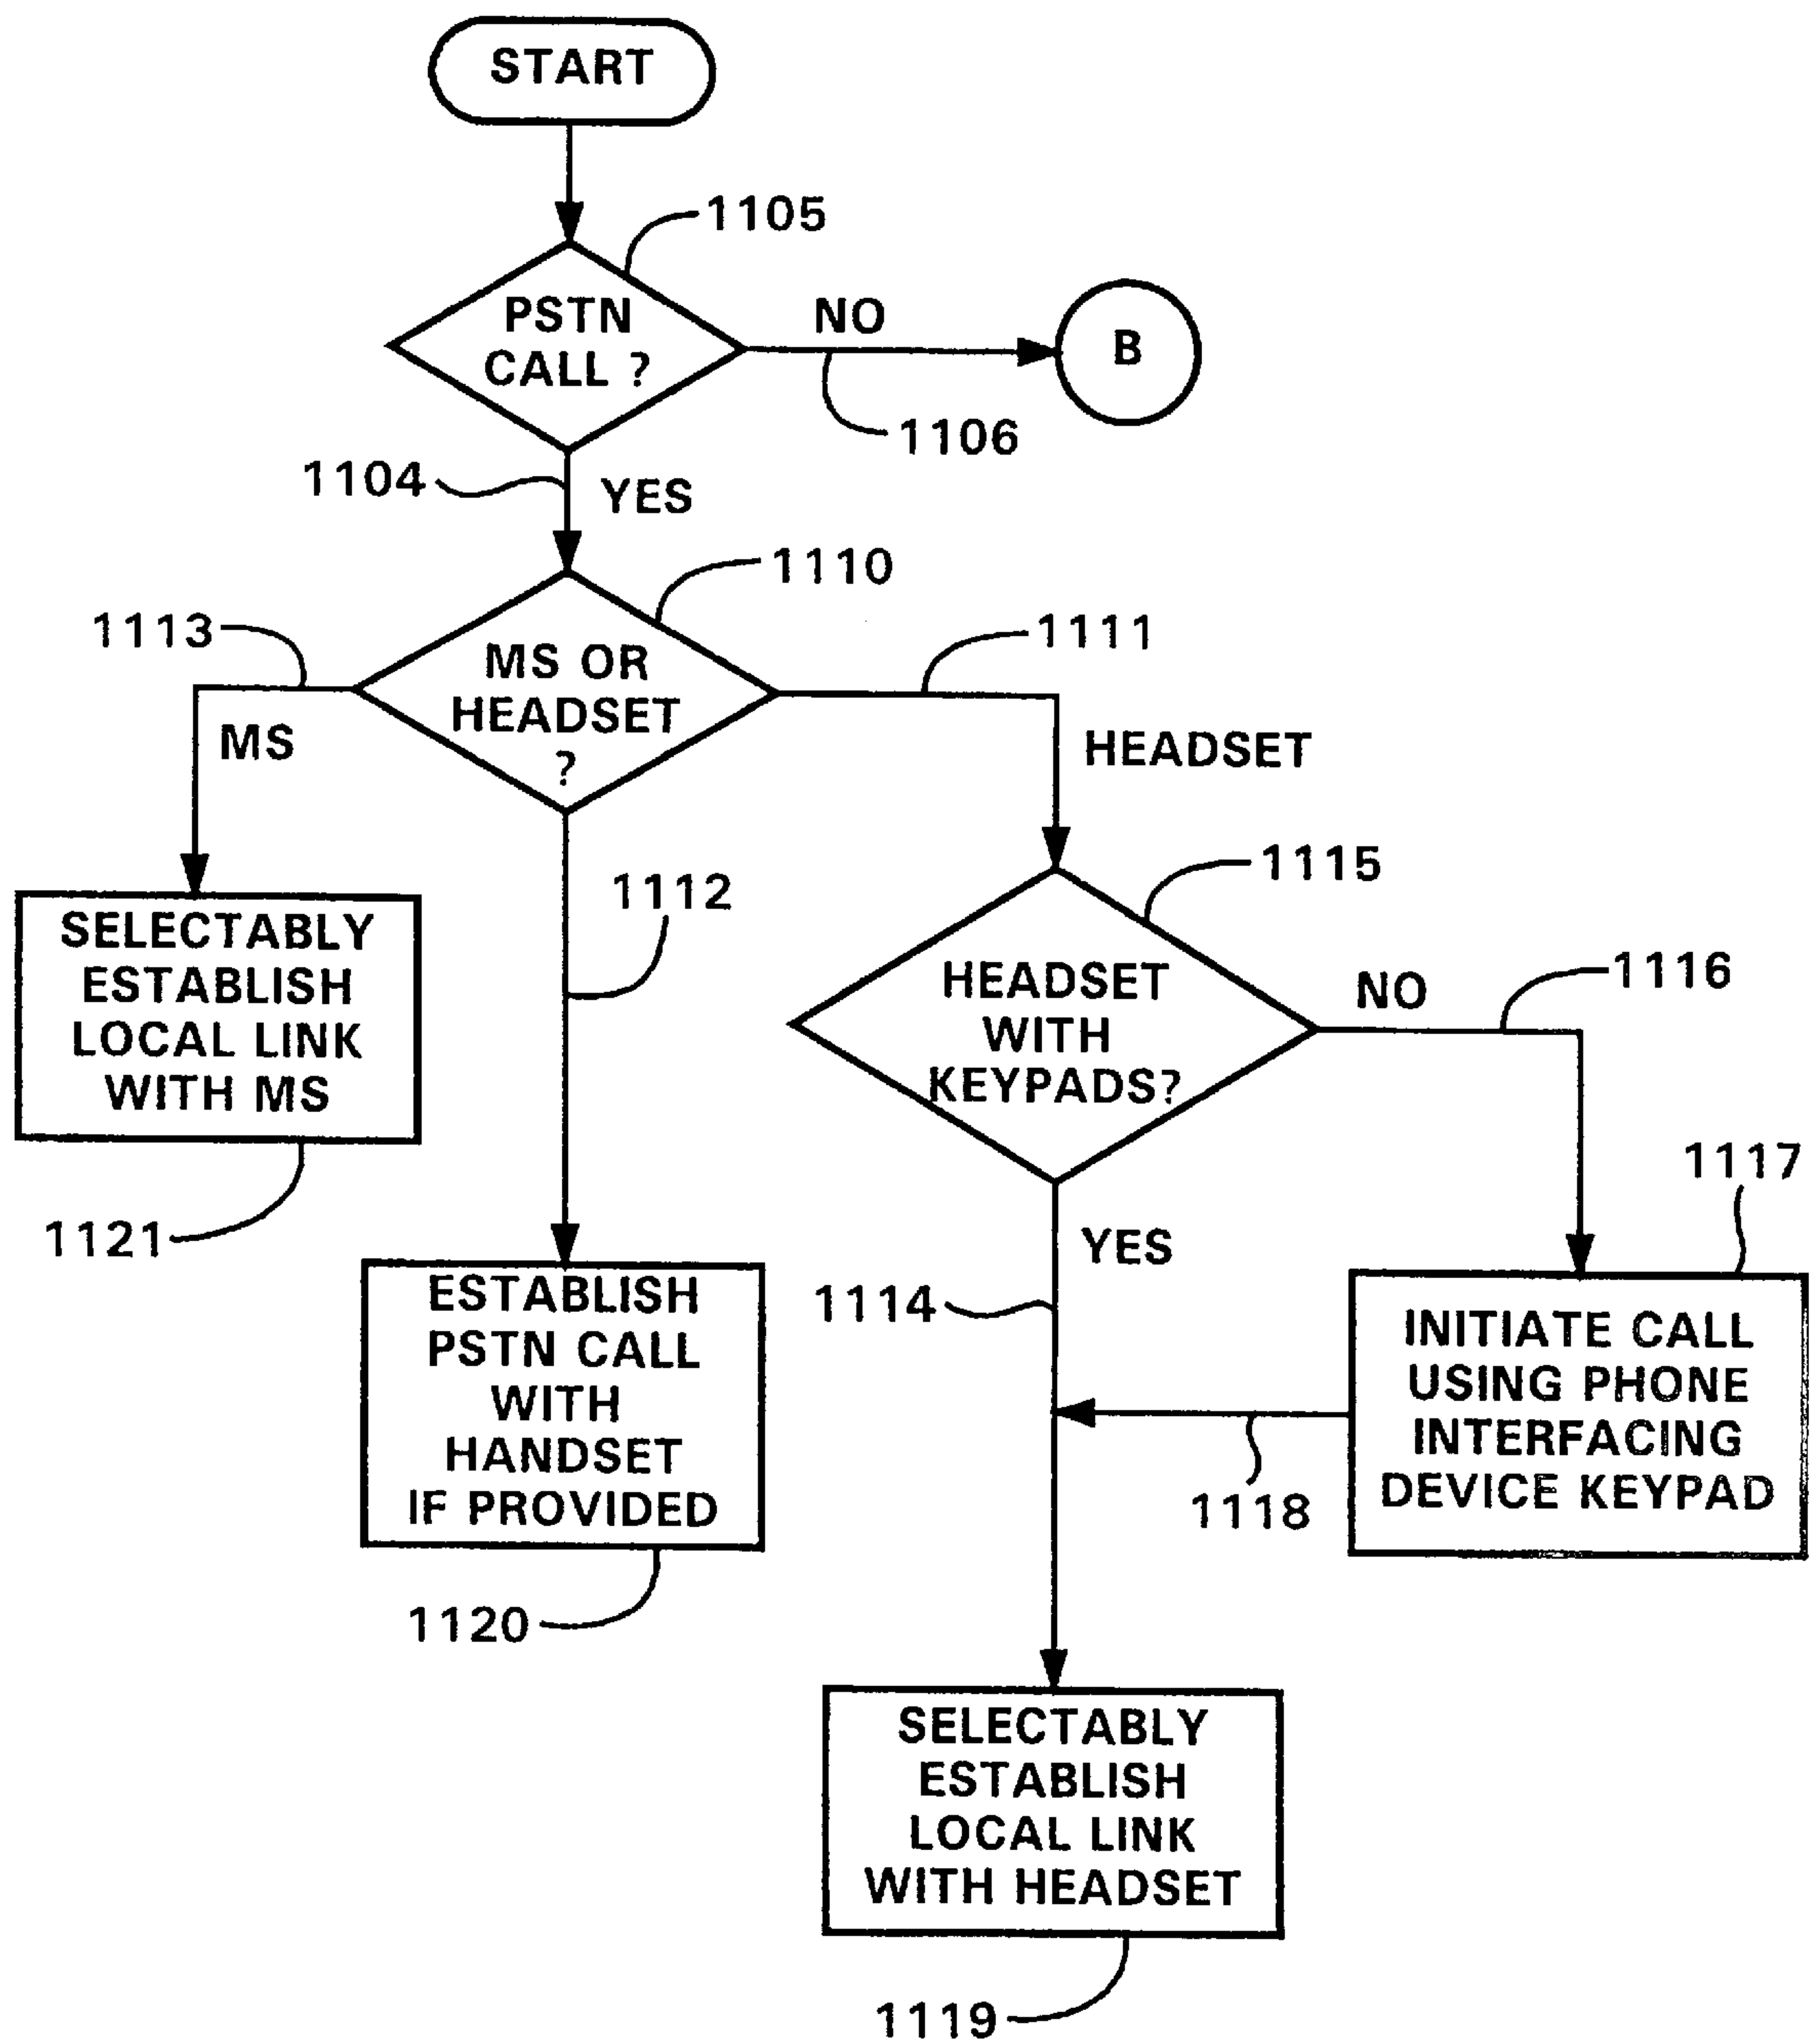 START
1105
PSTN
CALL ?
NO
B
1106
1104
YES
1110
1113
1111
MS OR
HEADSET
?
MS
HEADSET
1115
1112
SELECTABLY
ESTABLISH
LOCAL LINK
WITH MS
HEADSET
WITH
KEYPADS?
NO
1116
1117
1121
YES
1114
ESTABLISH
PSTN CALL
WITH
HANDSET
IF PROVIDED
INITIATE CALL
USING PHONE
INTERFACING
DEVICE KEYPAD
1118
1120
SELECTABLY
ESTABLISH
LOCAL LINK
WITH HEADSET
1119